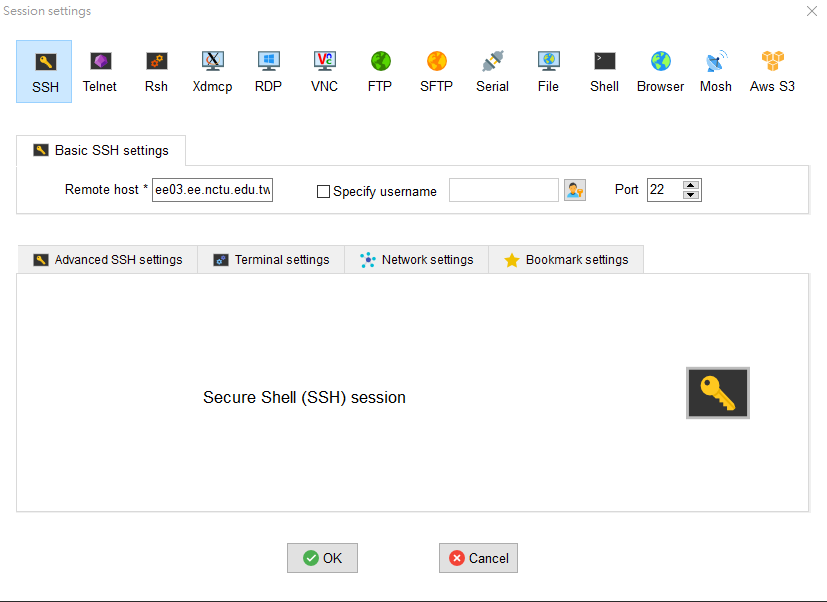 Session settings
SSH Telnet Rsh Xdmcp RDP VNC FTP SFTP Serial File Shell Browser Mosh Aws S3
Basic SSH settings
Remote host * ee03.ee.nctu.edu.tw Specify username Port 22
Advanced SSH settings Terminal settings Network settings Bookmark settings
Secure Shell (SSH) session
OK Cancel